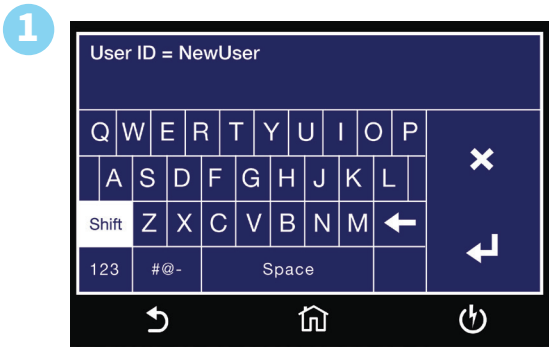 1
User ID = NewUser
Q W E R T Y U I O P
A S D F G H J K L
Shift Z X C V B N M
123 #@- Space